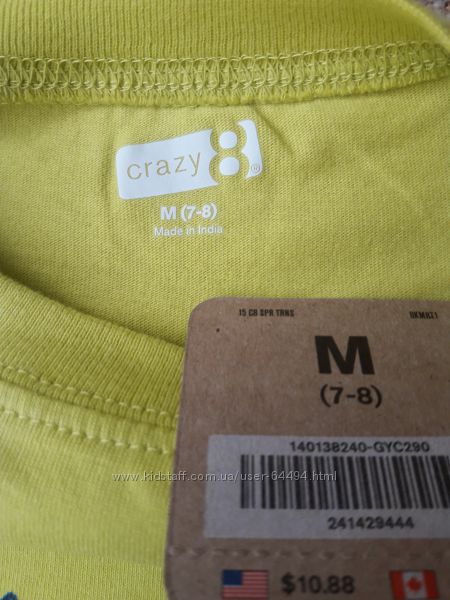 crazy 8 ®
M (7-8)
Made in India
15 C8 SPR TRNS
M
(7-8)
140138240-GYC290
www.kidstaff.com.ua/user-64494.html
241429444
$10.88